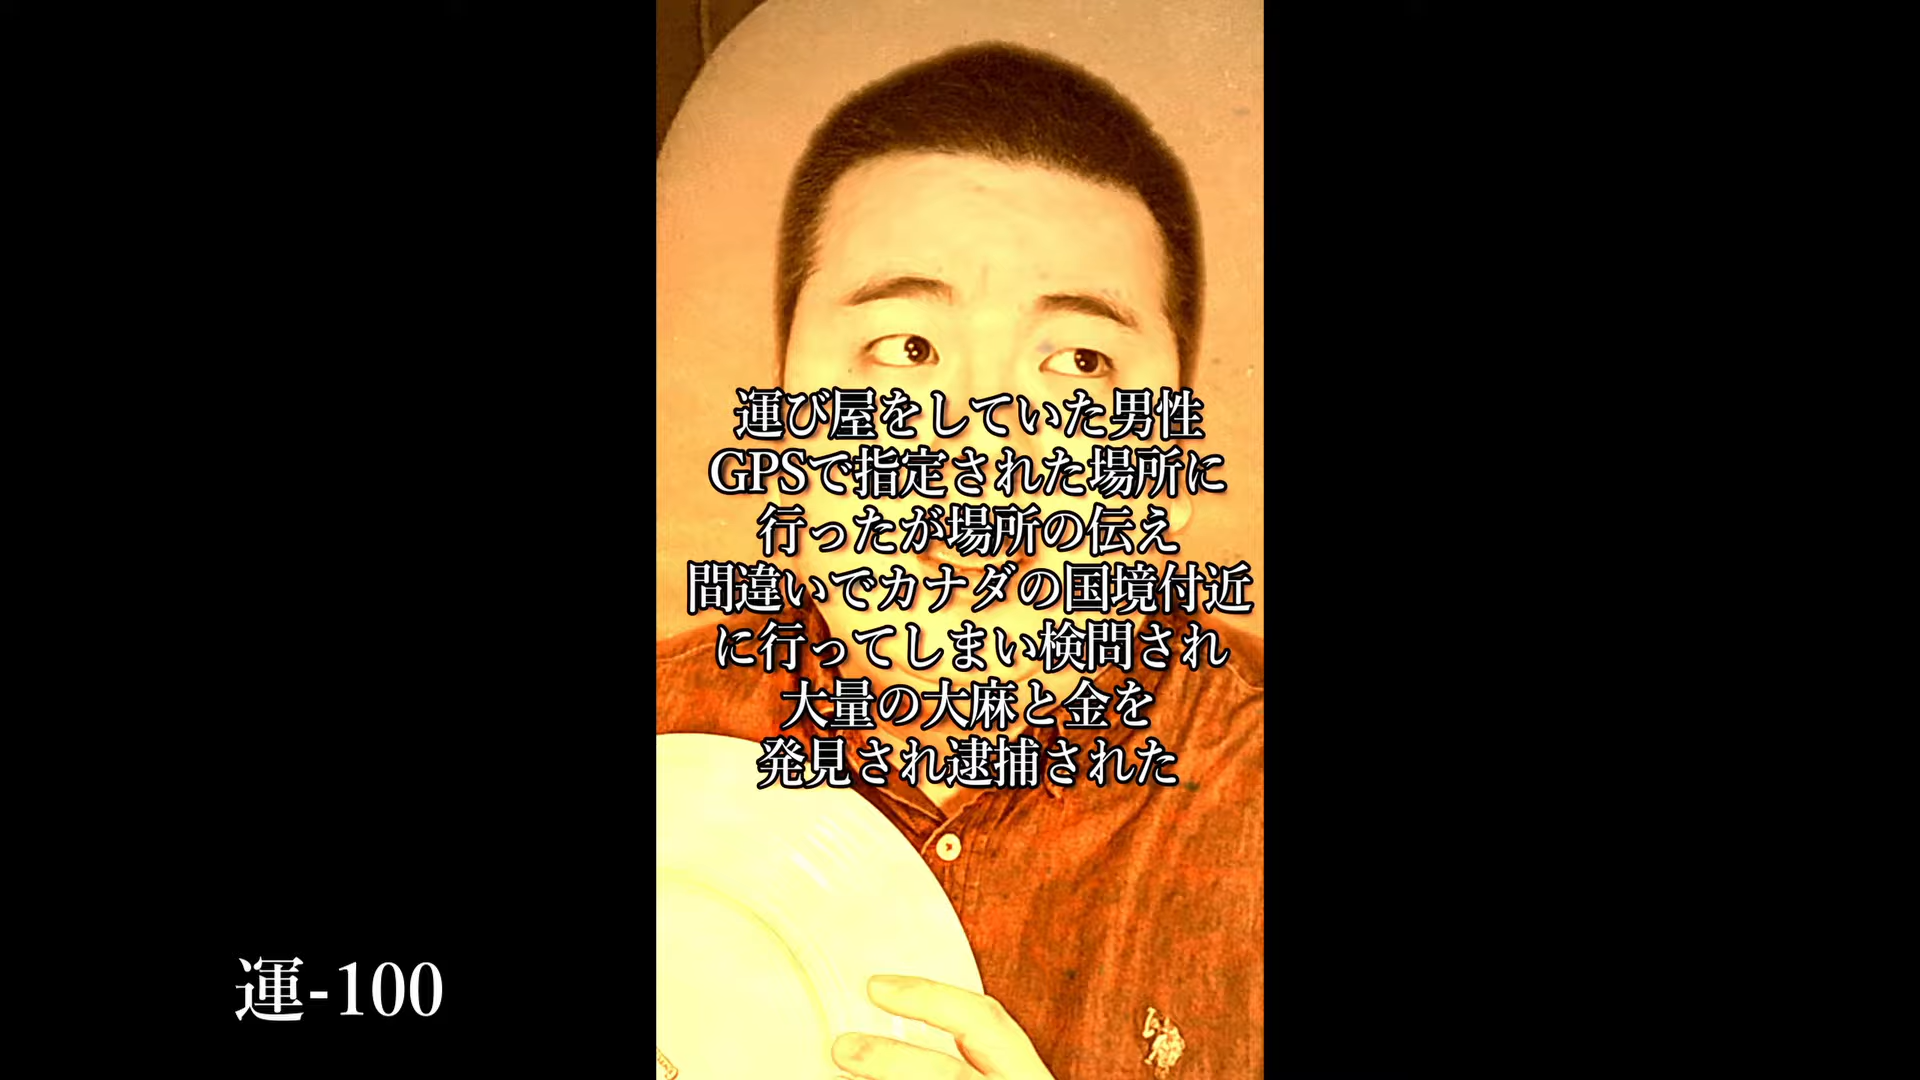 運び屋をしていた男性
GPSで指定された場所に
行ったが場所の伝え
間違いでカナダの国境付近
に行ってしまい検問され
大量の大麻と金を
発見され逮捕された
運-100